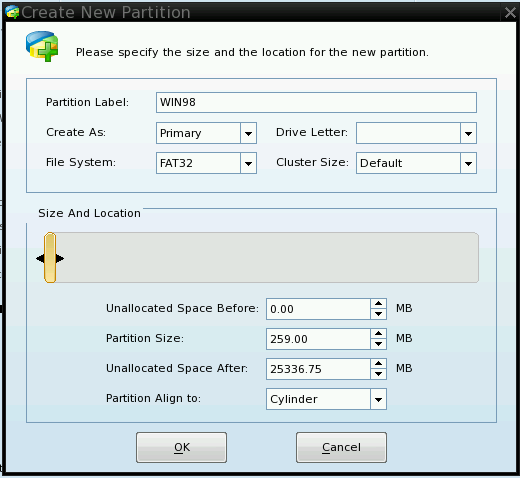 Create New Partition
Please specify the size and the location for the new partition.
Partition Label: WIN98
Create As: Primary Drive Letter:
File System: FAT32 Cluster Size: Default
Size And Location
Unallocated Space Before: 0.00 MB
Partition Size: 259.00 MB
Unallocated Space After: 25336.75 MB
Partition Align to: Cylinder
OK Cancel